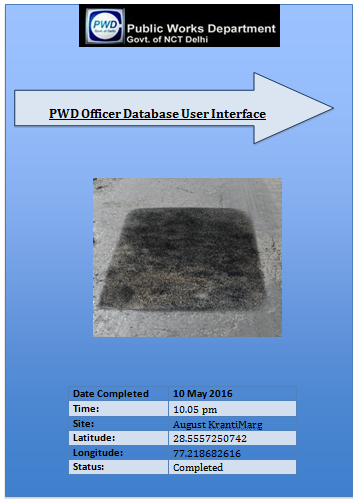 PWD
Govt. of Delhi
Public Works Department
Govt. of NCT Delhi
PWD Officer Database User Interface
Date Completed 10 May 2016
Time: 10.05 pm
Site: August KrantiMarg
Latitude: 28.5557250742
Longitude: 77.218682616
Status: Completed